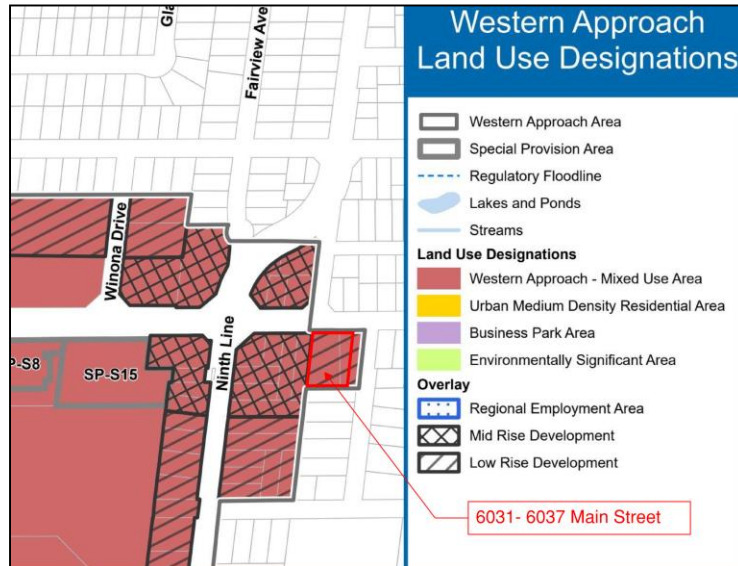 Western Approach
Land Use Designations
Gla
Fairview Ave
Winona Drive
Ninth Line
P-S8
SP-S15
Western Approach Area
Special Provision Area
Regulatory Floodline
Lakes and Ponds
Streams
Land Use Designations
Western Approach - Mixed Use Area
Urban Medium Density Residential Area
Business Park Area
Environmentally Significant Area
Overlay
Regional Employment Area
Mid Rise Development
Low Rise Development
6031- 6037 Main Street